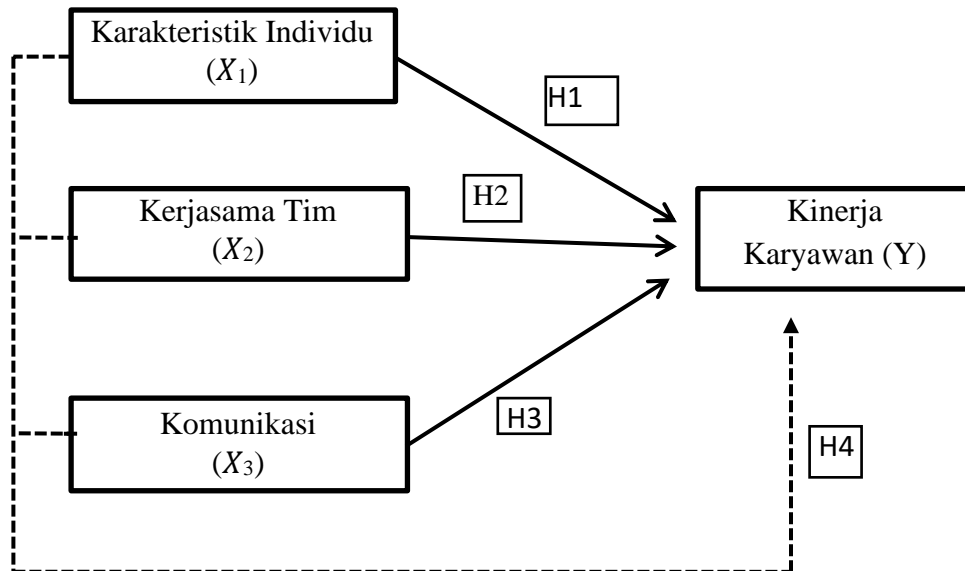 Karakteristik Individu
(X₁)
H1
Kerjasama Tim
(X₂)
H2
Kinerja
Karyawan (Y)
Komunikasi
(X₃)
H3
H4